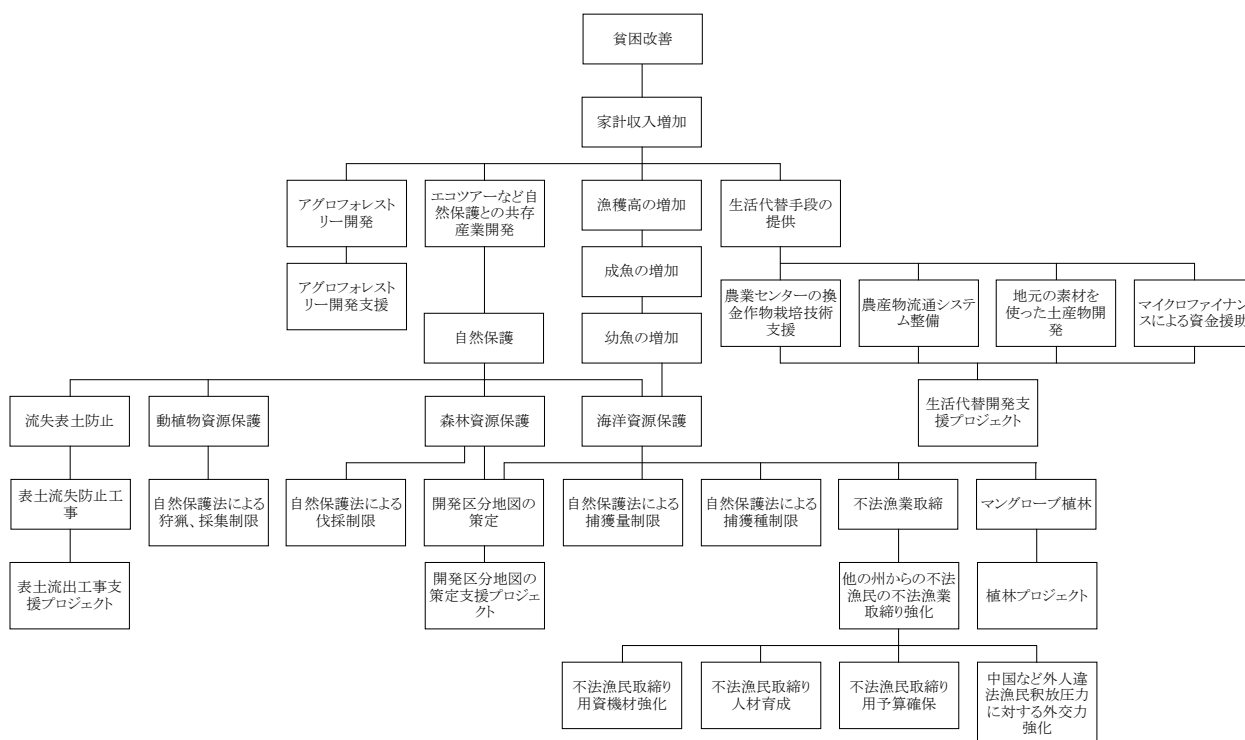 貧困改善
家計収入増加
アグロフォレスト
リー開発
エコツアーなど自
然保護との共存
産業開発
漁穫高の増加
生活代替手段の
提供
アグロフォレスト
リー開発支援
成魚の増加
農業センターの換
金作物栽培技術
支援
農産物流通システ
ム整備
地元の素材を
使った土産物開
発
マイクロファイナン
スによる資金援助
自然保護
幼魚の増加
生活代替開発支
援プロジェクト
流失表土防止
動植物資源保護
森林資源保護
海洋資源保護
表土流失防止工
事
自然保護法による
狩猟、採集制限
自然保護法による
伐採制限
開発区分地図の
策定
自然保護法による
捕獲量制限
自然保護法による
捕獲種制限
不法漁業取締
マングローブ植林
表土流出工事支
援プロジェクト
開発区分地図の
策定支援プロジェ
クト
他の州からの不法
漁民の不法漁業
取締り強化
植林プロジェクト
不法漁民取締り
用資機材強化
不法漁民取締り
人材育成
不法漁民取締り
用予算確保
中国など外人違
法漁民釈放圧力
に対する外交力
強化